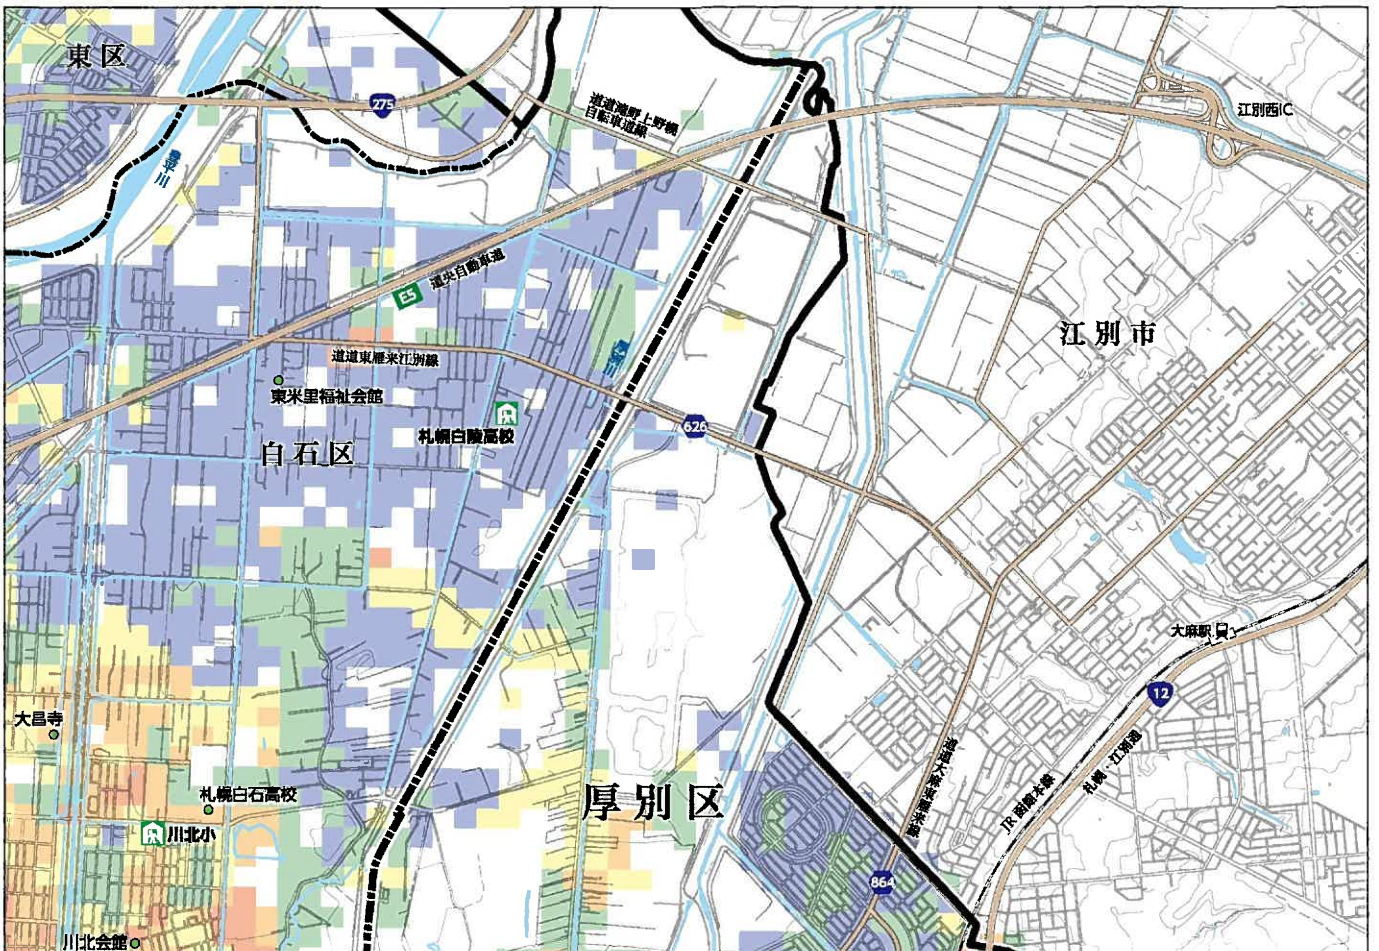 東区
275
道道滝野上野幌
自転車道線
江別西IC
豊平川
道央自動車道
E5
江別市
道道東雁来江別線
東米里福祉会館
札幌白陵高校
626
白石区
大麻駅
12
大昌寺
札幌白石高校
厚別区
JR函館本線
札幌・江別通
川北小
864
川北会館